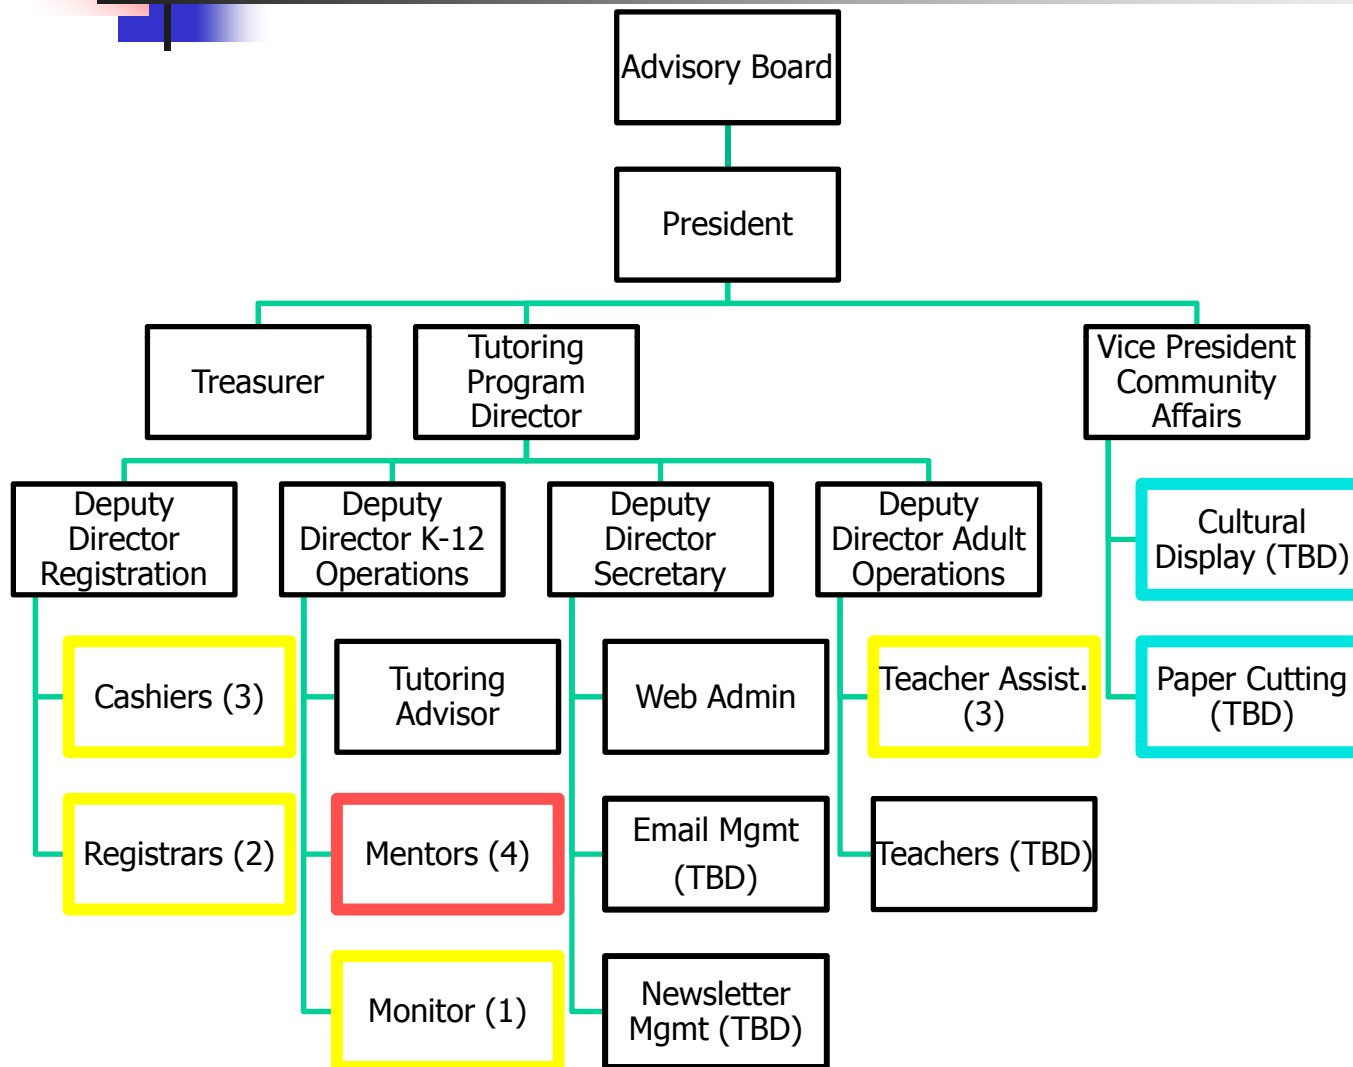 Advisory Board
President
Treasurer
Tutoring
Program
Director
Vice President
Community
Affairs
Deputy
Director
Registration
Deputy
Director K-12
Operations
Deputy
Director
Secretary
Deputy
Director Adult
Operations
Cultural
Display (TBD)
Cashiers (3)
Tutoring
Advisor
Web Admin
Teacher Assist.
(3)
Paper Cutting
(TBD)
Registrars (2)
Mentors (4)
Email Mgmt
(TBD)
Teachers (TBD)
Monitor (1)
Newsletter
Mgmt (TBD)